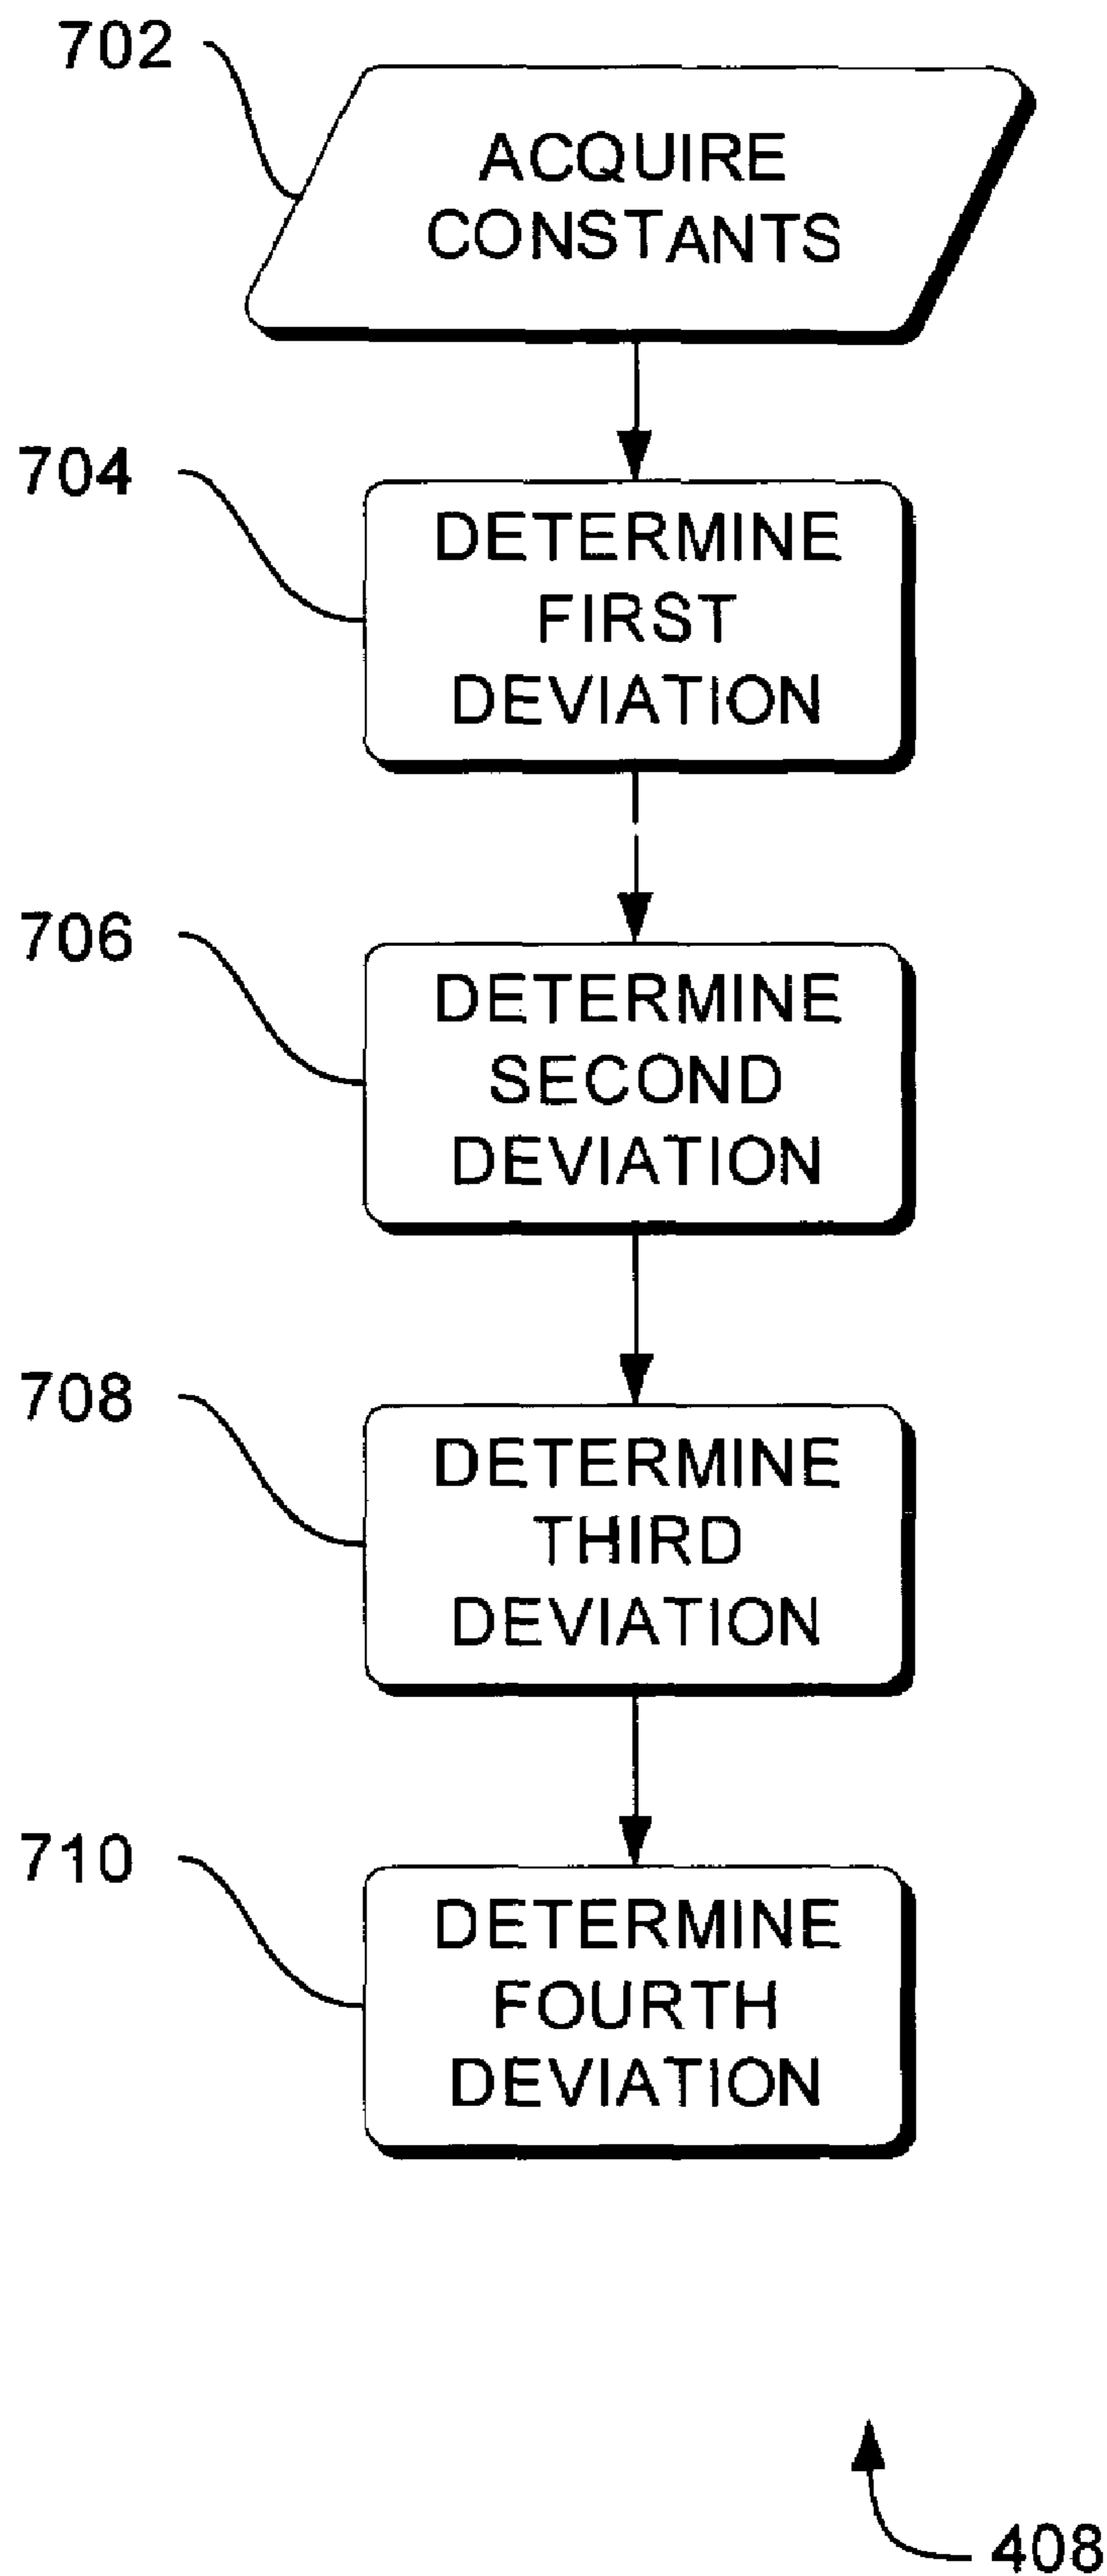 702
ACQUIRE
CONSTANTS
704
DETERMINE
FIRST
DEVIATION
706
DETERMINE
SECOND
DEVIATION
708
DETERMINE
THIRD
DEVIATION
710
DETERMINE
FOURTH
DEVIATION
408